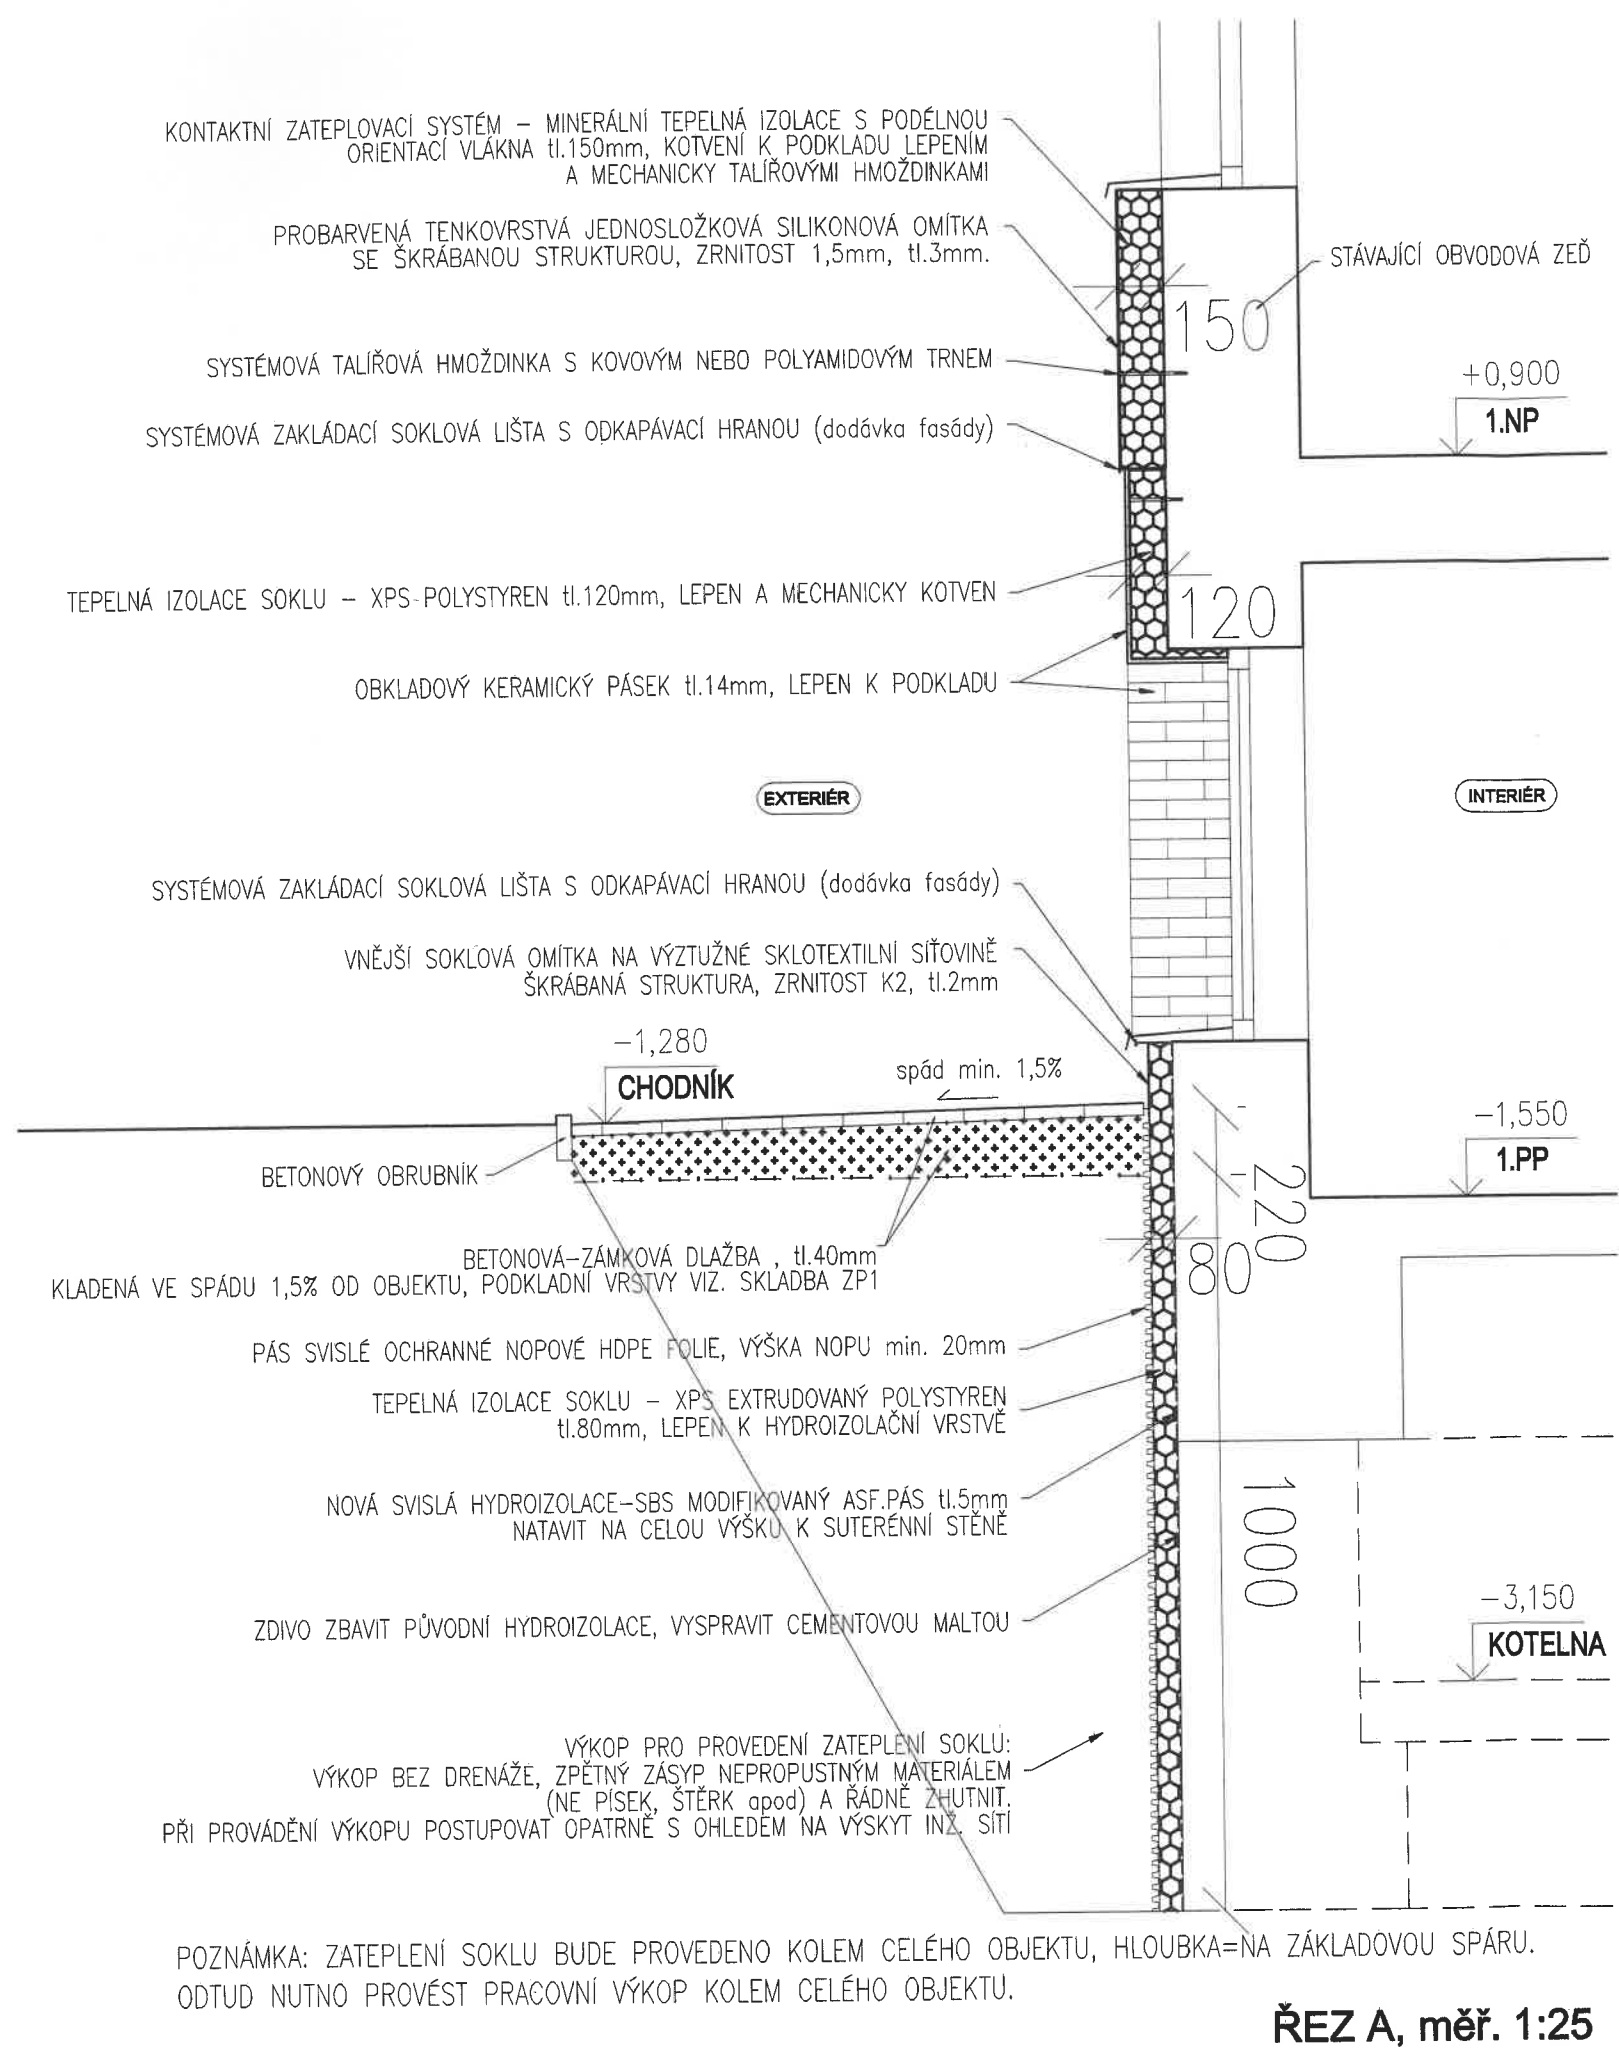 KONTAKTNÍ ZATEPLOVACÍ SYSTÉM – MINERÁLNÍ TEPELNÁ IZOLACE S PODÉLNOU
ORIENTACÍ VLÁKNA tl.150mm, KOTVENÍ K PODKLADU LEPENÍM
A MECHANICKY TALÍŘOVÝMI HMOŽDINKAMI
PROBARVENÁ TENKOVRSTVÁ JEDNOSLOŽKOVÁ SILIKONOVÁ OMÍTKA
SE ŠKRÁBANOU STRUKTUROU, ZRNITOST 1,5mm, tl.3mm.
STÁVAJÍCÍ OBVODOVÁ ZEĎ
150
SYSTÉMOVÁ TALÍŘOVÁ HMOŽDINKA S KOVOVÝM NEBO POLYAMIDOVÝM TRNEM
+0,900
1.NP
SYSTÉMOVÁ ZAKLÁDACÍ SOKLOVÁ LIŠTA S ODKAPÁVACÍ HRANOU (dodávka fasády)
TEPELNÁ IZOLACE SOKLU – XPS-POLYSTYREN tl.120mm, LEPEN A MECHANICKY KOTVEN
120
OBKLADOVÝ KERAMICKÝ PÁSEK tl.14mm, LEPEN K PODKLADU
EXTERIÉR
INTERIÉR
SYSTÉMOVÁ ZAKLÁDACÍ SOKLOVÁ LIŠTA S ODKAPÁVACÍ HRANOU (dodávka fasády)
VNĚJŠÍ SOKLOVÁ OMÍTKA NA VÝZTUŽNÉ SKLOTEXTILNÍ SÍŤOVINĚ
ŠKRÁBANÁ STRUKTURA, ZRNITOST K2, tl.2mm
-1,280
CHODNÍK
spád min. 1,5%
-1,550
1.PP
BETONOVÝ OBRUBNÍK
220
80
BETONOVÁ-ZÁMKOVÁ DLAŽBA , tl.40mm
KLADENÁ VE SPÁDU 1,5% OD OBJEKTU, PODKLADNÍ VRSTVY VIZ. SKLADBA ZP1
PÁS SVISLÉ OCHRANNÉ NOPOVÉ HDPE FOLIE, VÝŠKA NOPU min. 20mm
TEPELNÁ IZOLACE SOKLU – XPS EXTRUDOVANÝ POLYSTYREN
tl.80mm, LEPEN K HYDROIZOLAČNÍ VRSTVĚ
NOVÁ SVISLÁ HYDROIZOLACE-SBS MODIFIKOVANÝ ASF.PÁS tl.5mm
NATAVIT NA CELOU VÝŠKU K SUTERÉNNÍ STĚNĚ
1000
-3,150
KOTELNA
ZDIVO ZBAVIT PŮVODNÍ HYDROIZOLACE, VYSPRAVIT CEMENTOVOU MALTOU
VÝKOP PRO PROVEDENÍ ZATEPLENÍ SOKLU:
VÝKOP BEZ DRENÁŽE, ZPĚTNÝ ZÁSYP NEPROPUSTNÝM MATERIÁLEM
(NE PÍSEK, ŠTĚRK apod) A ŘÁDNĚ ZHUTNIT.
PŘI PROVÁDĚNÍ VÝKOPU POSTUPOVAT OPATRNĚ S OHLEDEM NA VÝSKYT INŽ. SÍTÍ
POZNÁMKA: ZATEPLENÍ SOKLU BUDE PROVEDENO KOLEM CELÉHO OBJEKTU, HLOUBKA=NA ZÁKLADOVOU SPÁRU.
ODTUD NUTNO PROVÉST PRACOVNÍ VÝKOP KOLEM CELÉHO OBJEKTU.
ŘEZ A, měř. 1:25